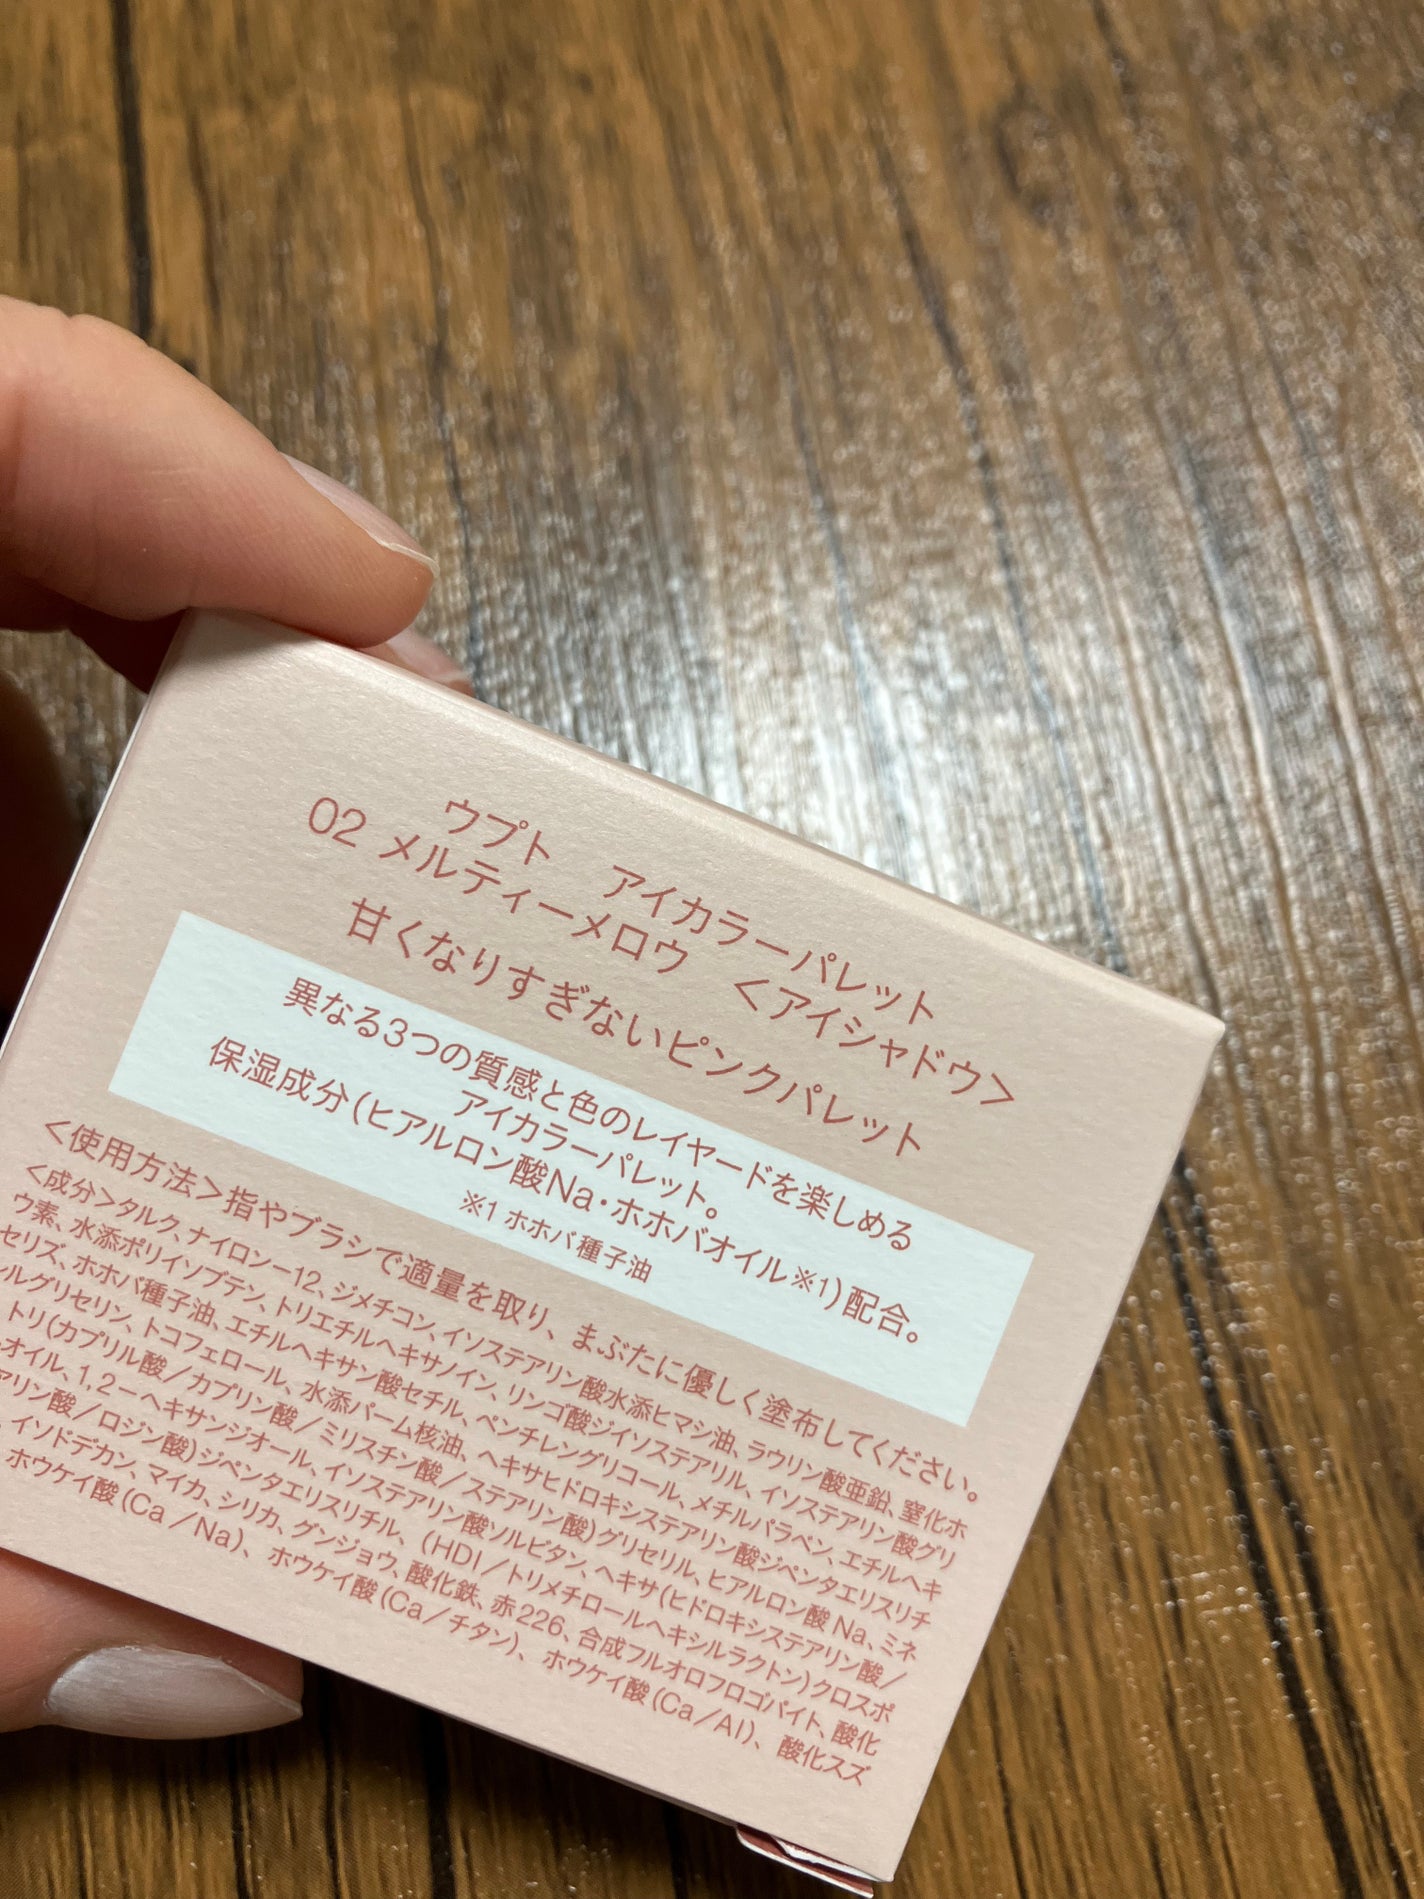 ウプト アイカラーパレット
02 メルティーメロウ <アイシャドウ>
甘くなりすぎないピンクパレット
異なる3つの質感と色のレイヤードを楽しめる
アイカラーパレット。
保湿成分(ヒアルロン酸Na・ホホバオイル※1)配合。
※1 ホホバ種子油
<使用方法>指やブラシで適量を取り、まぶたに優しく塗布してください。
<成分>タルク、ナイロン－12、ジメチコン、イソステアリン酸水添ヒマシ油、ラウリン酸亜鉛、窒化ホ
ウ素、水添ポリイソブテン、トリエチルヘキサノイン、リンゴ酸ジイソステアリル、イソステアリン酸グリ
セリズ、ホホバ種子油、エチルヘキサン酸セチル、ペンチレングリコール、メチルパラベン、エチルヘキ
シルグリセリン、トコフェロール、水添パーム核油、ヘキサヒドロキシステアリン酸ジペンタエリスリチ
トリ(カプリル酸／カプリン酸／ミリスチン酸／ステアリン酸)グリセリル、ヒアルロン酸Na、ミネ
オイル、1,2－ヘキサンジオール、イソステアリン酸ソルビタン、ヘキサ(ヒドロキシステアリン酸／
アリン酸／ロジン酸)ジペンタエリスリチル、(HDI／トリメチロールヘキシルラクトン)クロスポ
、イソドデカン、マイカ、シリカ、グンジョウ、酸化鉄、赤226、合成フルオロフロゴパイト、酸化
ホウケイ酸(Ca／Na)、ホウケイ酸(Ca／チタン)、ホウケイ酸(Ca／Al)、酸化スズ